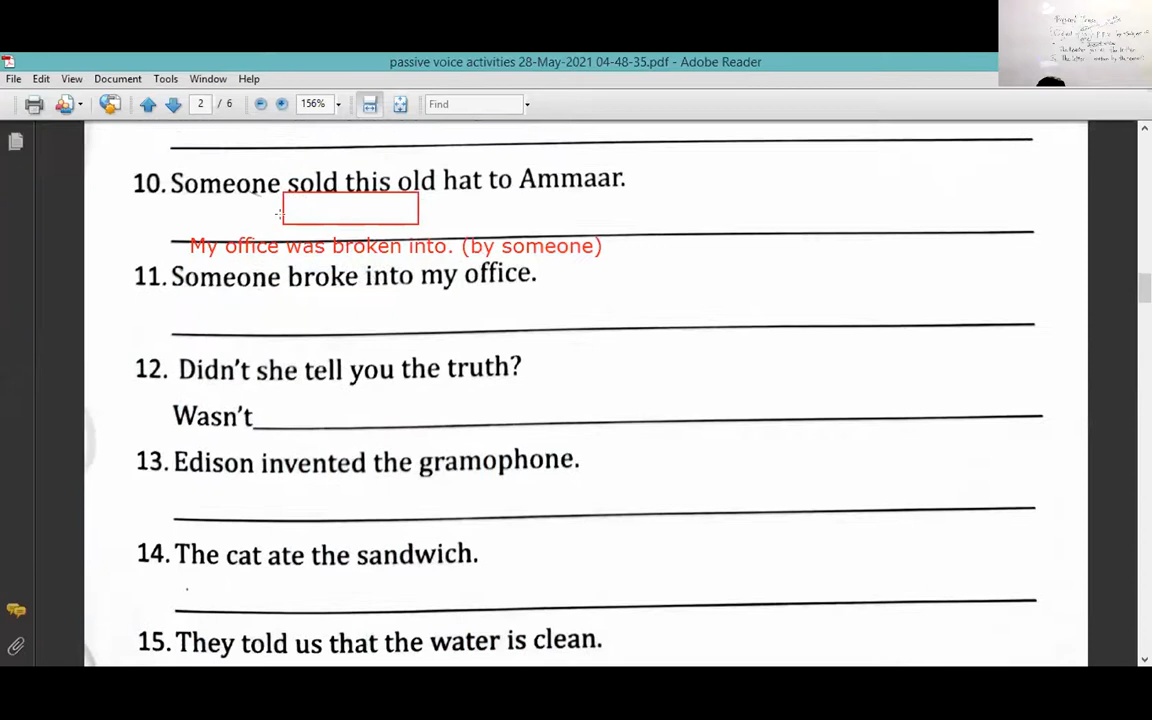 passive voice activities 28-May-2021 04-48-35.pdf - Adobe Reader
File Edit View Document Tools Window Help
2 / 6 156% Find
10. Someone sold this old hat to Ammaar.
My office was broken into. (by someone)
11. Someone broke into my office.
12. Didn't she tell you the truth?
Wasn't
13. Edison invented the gramophone.
14. The cat ate the sandwich.
15. They told us that the water is clean.